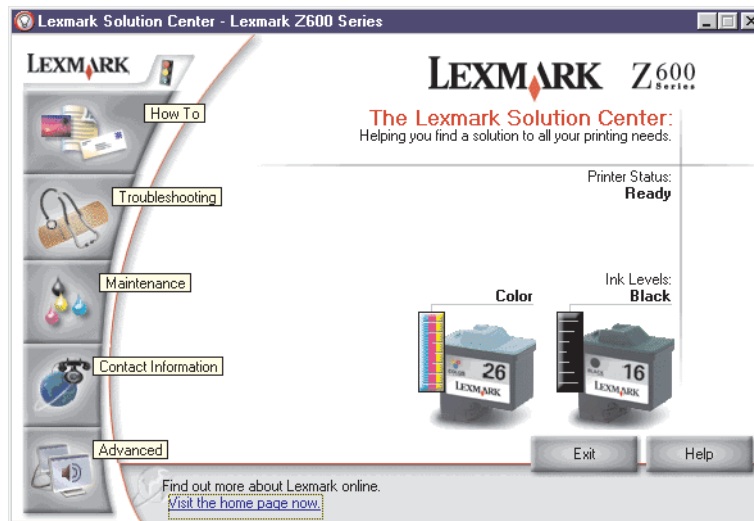 Lexmark Solution Center - Lexmark Z600 Series
LEXMARK
How To
Troubleshooting
Maintenance
Contact Information
Advanced
LEXMARK Z600
Series
The Lexmark Solution Center:
Helping you find a solution to all your printing needs.
Printer Status:
Ready
Ink Levels:
Color
Black
COLOR 26
LEXMARK
BLACK 16
LEXMARK
Exit
Help
Find out more about Lexmark online.
Visit the home page now.